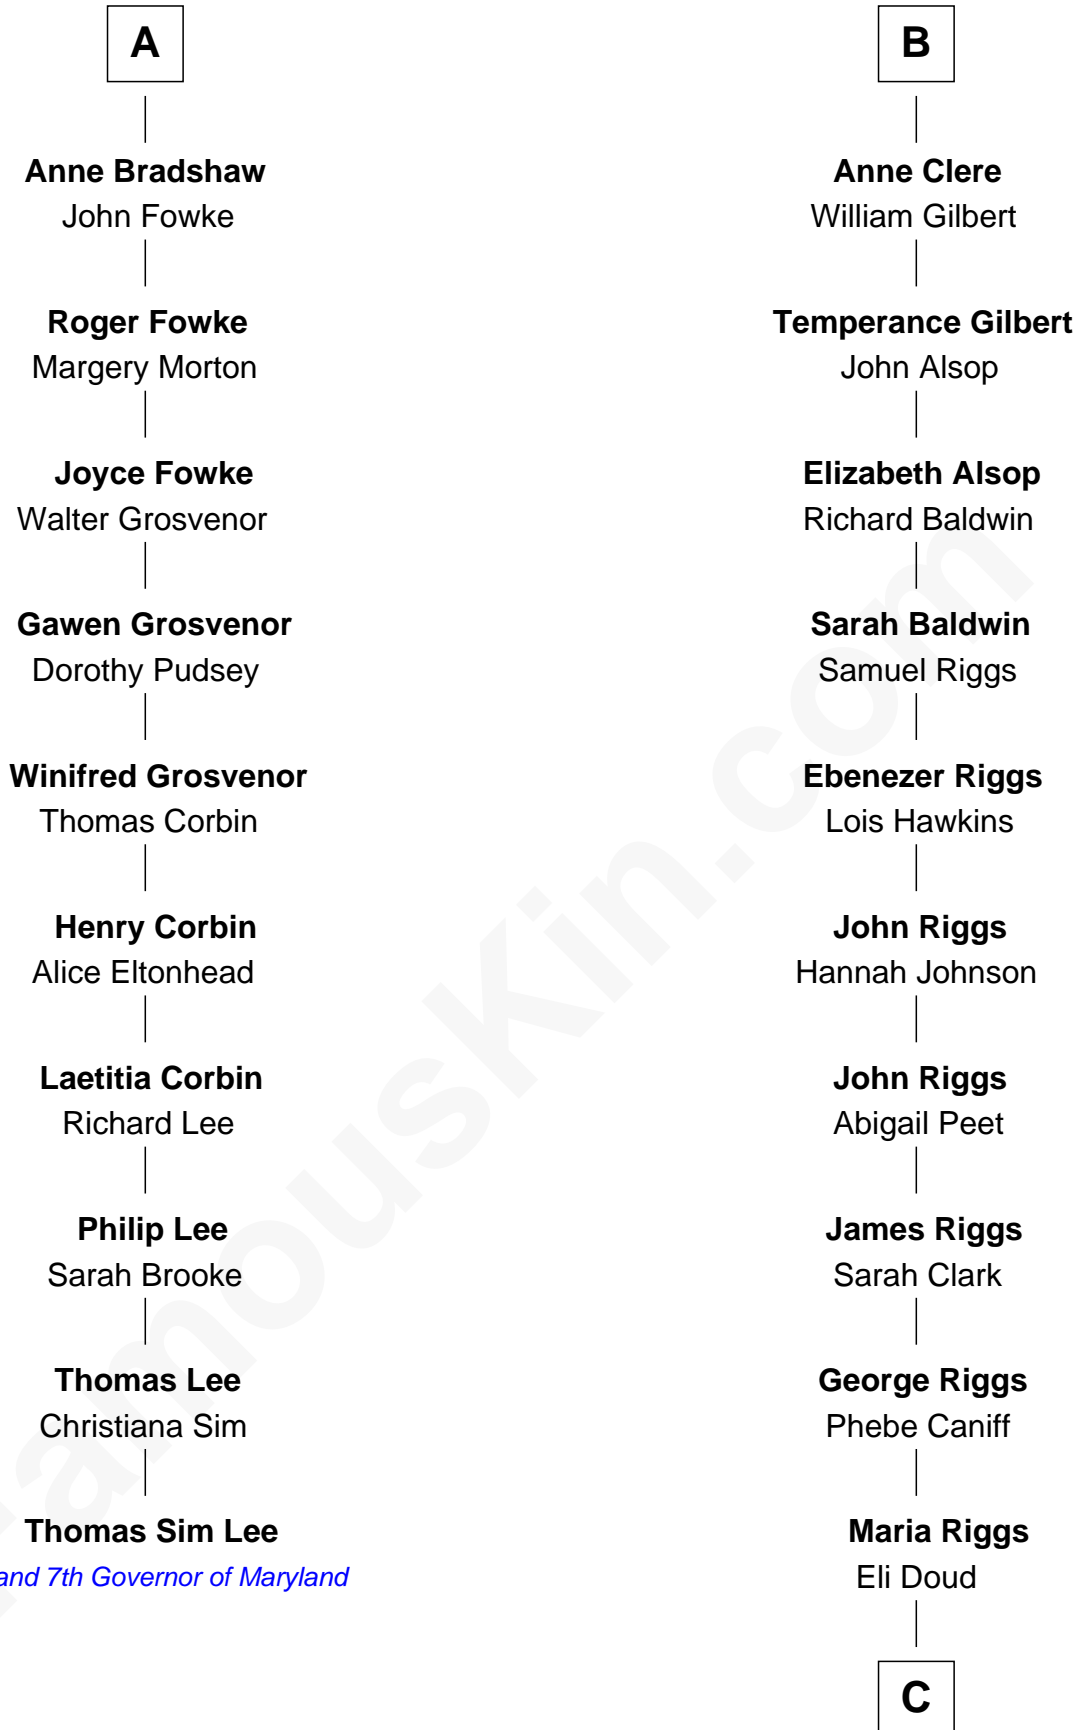 A
Anne Bradshaw
John Fowke
Roger Fowke
Margery Morton
Joyce Fowke
Walter Grosvenor
Gawen Grosvenor
Dorothy Pudsey
Winifred Grosvenor
Thomas Corbin
Henry Corbin
Alice Eltonhead
Laetitia Corbin
Richard Lee
Philip Lee
Sarah Brooke
Thomas Lee
Christiana Sim
Thomas Sim Lee
and 7th Governor of Maryland
B
Anne Clere
William Gilbert
Temperance Gilbert
John Alsop
Elizabeth Alsop
Richard Baldwin
Sarah Baldwin
Samuel Riggs
Ebenezer Riggs
Lois Hawkins
John Riggs
Hannah Johnson
John Riggs
Abigail Peet
James Riggs
Sarah Clark
George Riggs
Phebe Caniff
Maria Riggs
Eli Doud
C
FamousKin.com